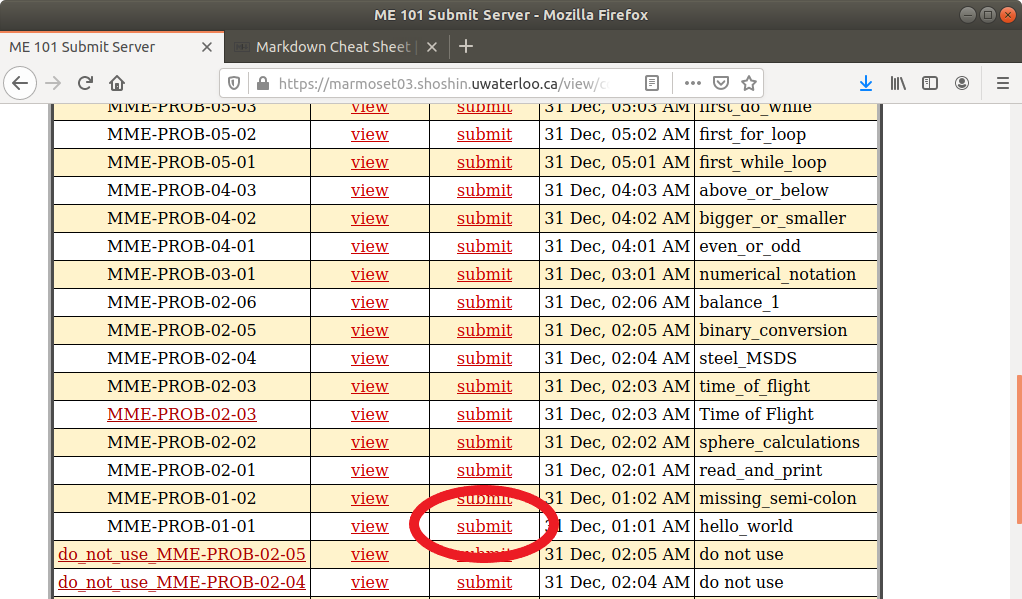 ME 101 Submit Server - Mozilla Firefox
ME 101 Submit Server
Markdown Cheat Sheet
https://marmoset03.shoshin.uwaterloo.ca/view/c
MME-PROB-05-03 view submit 31 Dec, 05:03 AM first_do_while
MME-PROB-05-02 view submit 31 Dec, 05:02 AM first_for_loop
MME-PROB-05-01 view submit 31 Dec, 05:01 AM first_while_loop
MME-PROB-04-03 view submit 31 Dec, 04:03 AM above_or_below
MME-PROB-04-02 view submit 31 Dec, 04:02 AM bigger_or_smaller
MME-PROB-04-01 view submit 31 Dec, 04:01 AM even_or_odd
MME-PROB-03-01 view submit 31 Dec, 03:01 AM numerical_notation
MME-PROB-02-06 view submit 31 Dec, 02:06 AM balance_1
MME-PROB-02-05 view submit 31 Dec, 02:05 AM binary_conversion
MME-PROB-02-04 view submit 31 Dec, 02:04 AM steel_MSDS
MME-PROB-02-03 view submit 31 Dec, 02:03 AM time_of_flight
MME-PROB-02-03 view submit 31 Dec, 02:03 AM Time of Flight
MME-PROB-02-02 view submit 31 Dec, 02:02 AM sphere_calculations
MME-PROB-02-01 view submit 31 Dec, 02:01 AM read_and_print
MME-PROB-01-02 view submit 31 Dec, 01:02 AM missing_semi-colon
MME-PROB-01-01 view submit 31 Dec, 01:01 AM hello_world
do_not_use_MME-PROB-02-05 view submit 31 Dec, 02:05 AM do not use
do_not_use_MME-PROB-02-04 view submit 31 Dec, 02:04 AM do not use